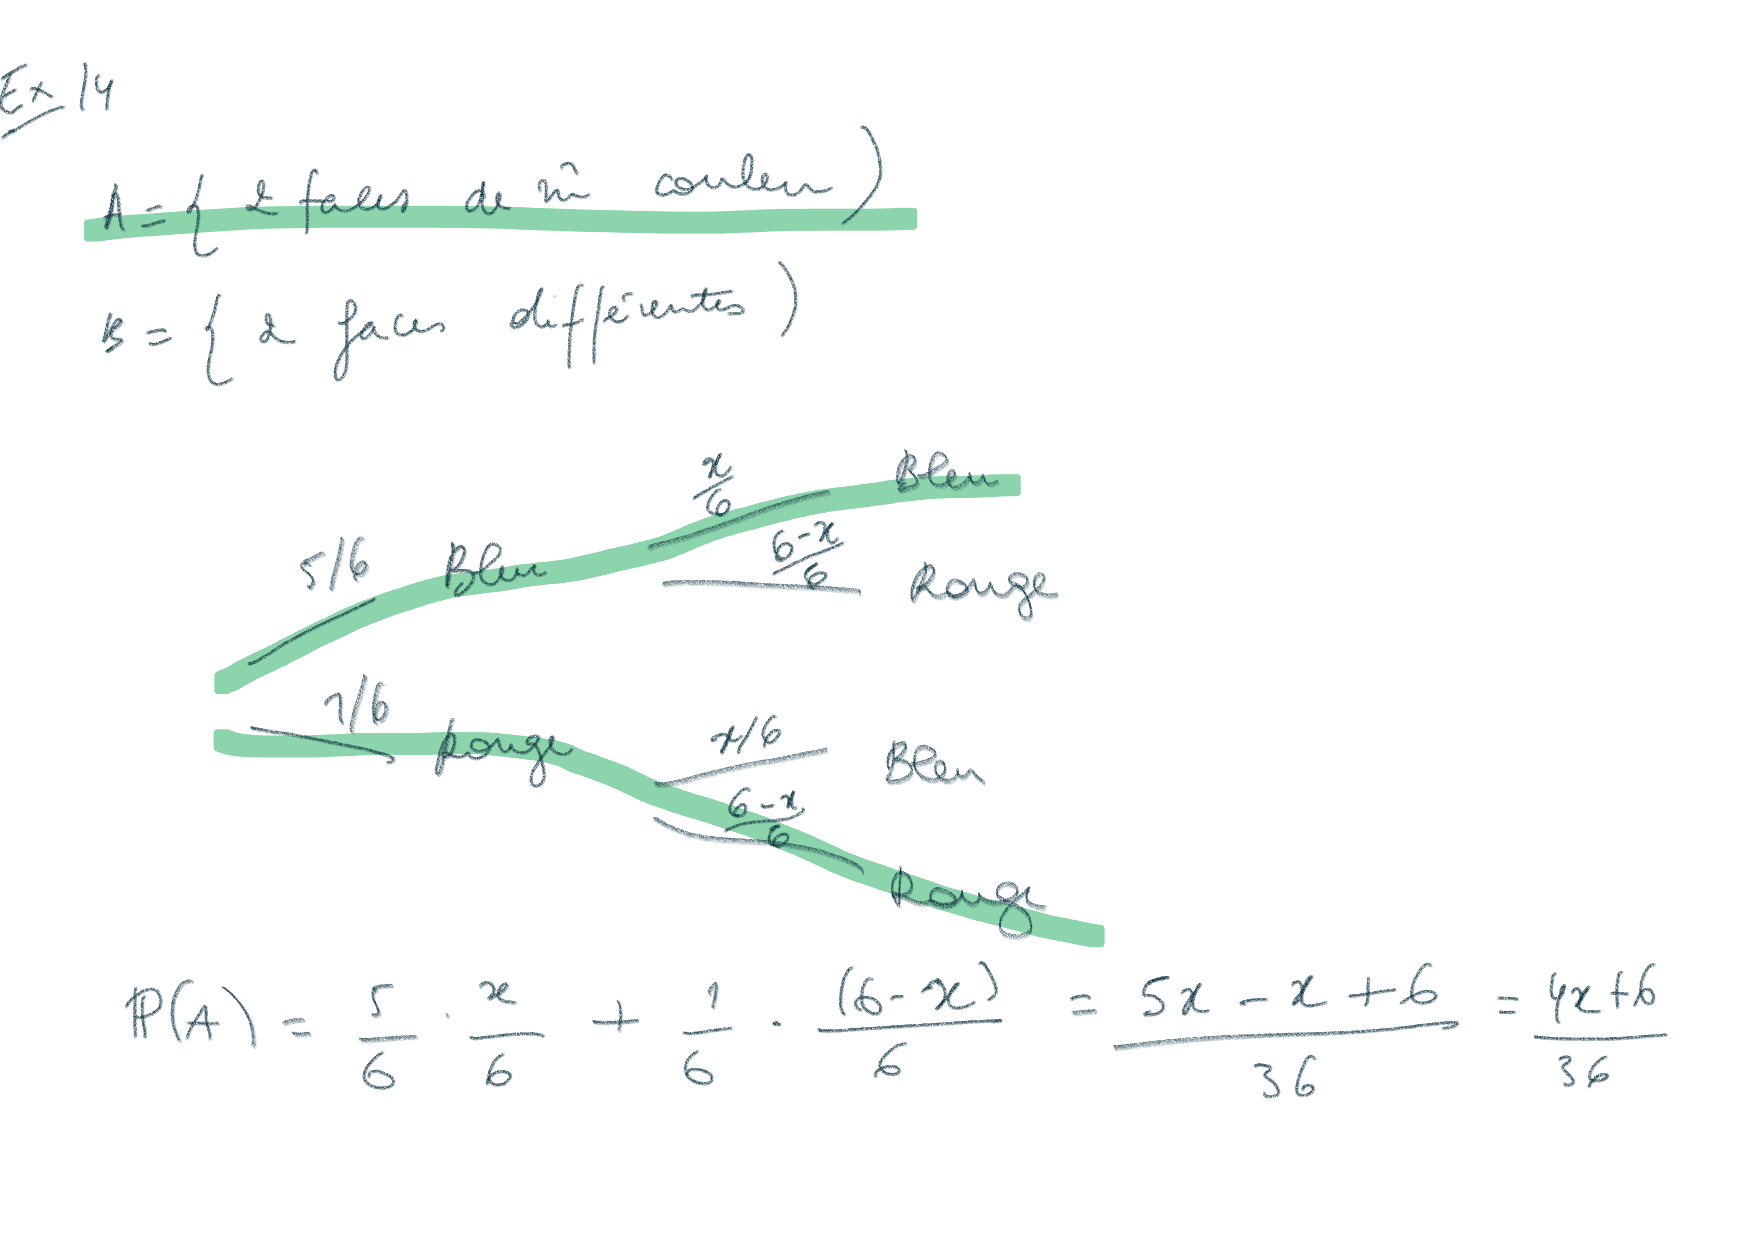 Ex 14
A = { 2 faces de m̂ couleur )
B = { 2 faces différentes )
x/6 Bleu
5/6 Bleu (6-x)/6 Rouge
1/6 Rouge x/6 Bleu
(6-x)/6 Rouge
ℙ(A) = 5/6 · x/6 + 1/6 · (6-x)/6 = (5x - x + 6)/36 = (4x+6)/36